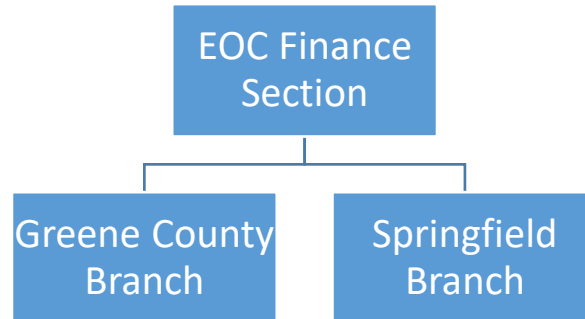 EOC Finance
Section
Greene County
Branch
Springfield
Branch